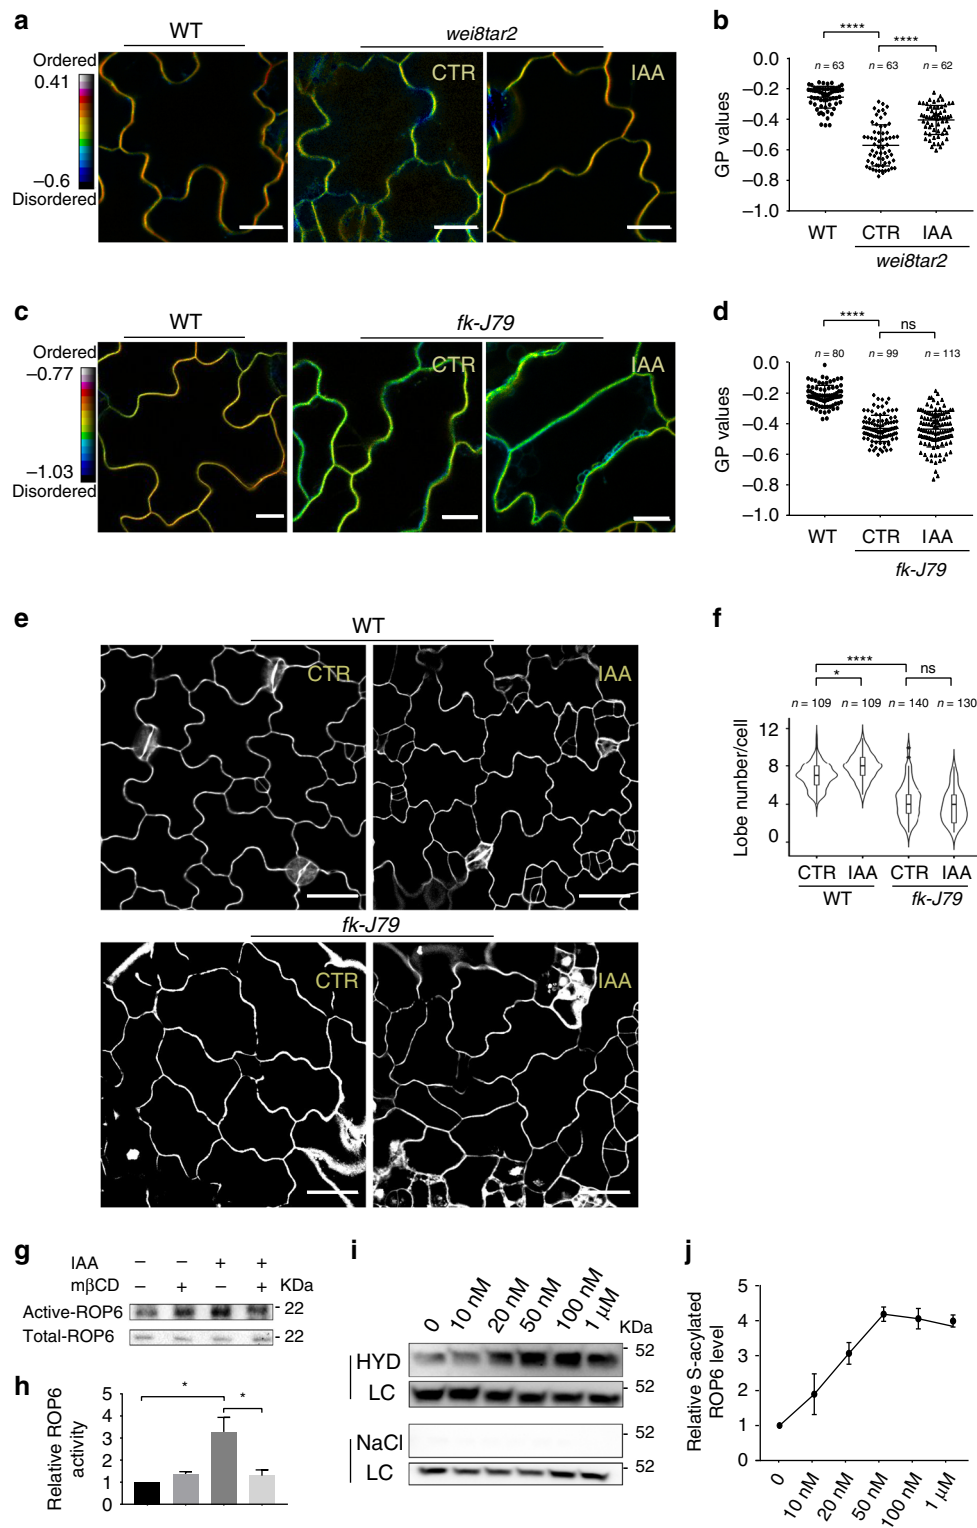 a
WT
wei8tar2
Ordered
0.41
−0.6
Disordered
CTR
IAA
b
****
****
n = 63
n = 63
n = 62
0.0
−0.2
−0.4
−0.6
−0.8
−1.0
GP values
WT
CTR
IAA
wei8tar2
c
WT
fk-J79
Ordered
−0.77
−1.03
Disordered
CTR
IAA
d
****
ns
n = 80
n = 99
n = 113
0.0
−0.2
−0.4
−0.6
−0.8
−1.0
GP values
WT
CTR
IAA
fk-J79
e
WT
CTR
IAA
fk-J79
CTR
IAA
f
****
ns
*
n = 109
n = 109
n = 140
n = 130
12
8
4
0
Lobe number/cell
CTR
IAA
CTR
IAA
WT
fk-J79
g
IAA − − + +
mβCD − + − + KDa
Active-ROP6 - 22
Total-ROP6 - 22
h
*
*
5
4
3
2
1
0
Relative ROP6
activity
i
0
10 nM
20 nM
50 nM
100 nM
1 µM
KDa
HYD - 52
LC - 52
NaCl - 52
LC - 52
j
5
4
3
2
1
0
Relative S-acylated
ROP6 level
0
10 nM
20 nM
50 nM
100 nM
1 µM